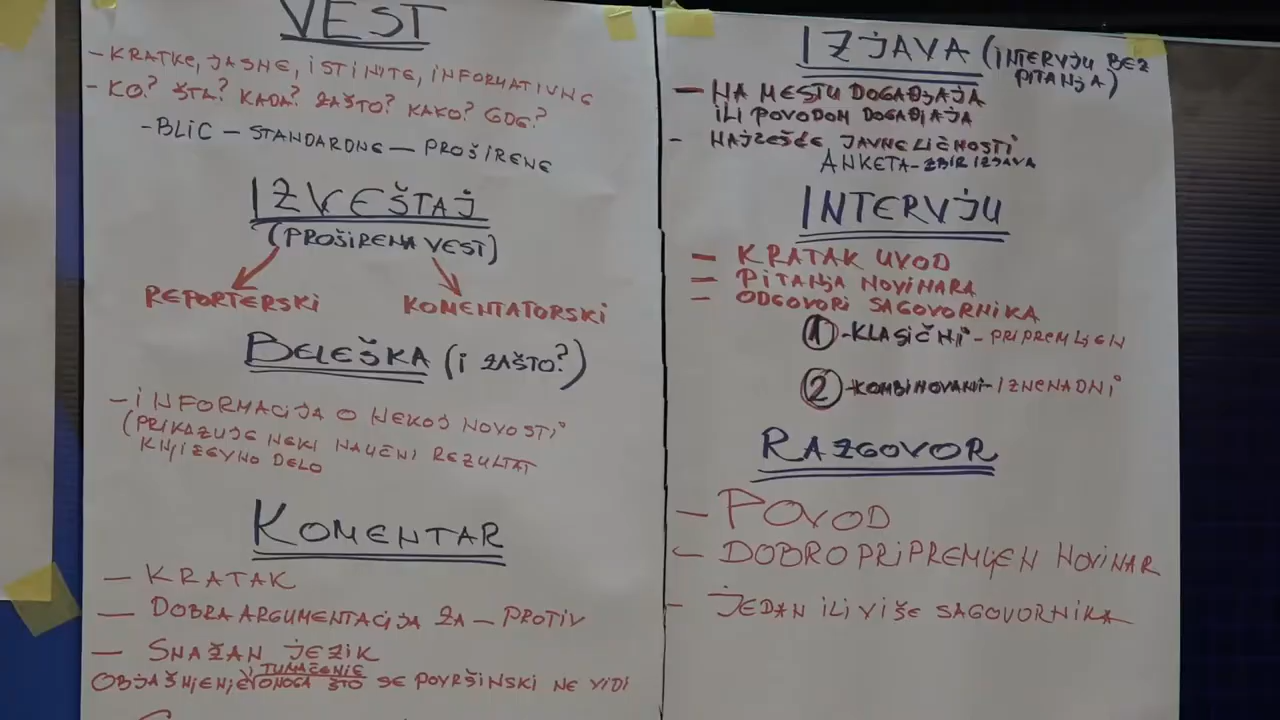 VEST
- KRATKE, JASNE, ISTINITE, INFORMATIVNE
- KO? ŠTA? KADA? ZAŠTO? KAKO? GDE?
- BLIC - STANDARDNE - PROŠIRENE
IZVEŠTAJ
(PROŠIRENA VEST)
REPORTERSKI KOMENTATORSKI
BELEŠKA (I ZAŠTO?)
- INFORMACIJA O NEKOJ NOVOSTI
(PRIKAZUJE NEKI NAUČNI REZULTAT
KNJIŽEVNO DELO
KOMENTAR
- KRATAK
- DOBRA ARGUMENTACIJA ZA - PROTIV
- SNAŽAN JEZIK
TUMAČENJE
OBJAŠNJENJE ONOGA ŠTO SE POVRŠINSKI NE VIDI
IZJAVA (INTERVJU BEZ
PITANJA)
- NA MESTU DOGAĐAJA
ILI POVODOM DOGAĐAJA
- NAJČEŠĆE JAVNE LIČNOSTI
ANKETA - ZBIR IZJAVA
INTERVJU
- KRATAK UVOD
- PITANJA NOVINARA
- ODGOVORI SAGOVORNIKA
1 - KLASIČNI - PRIPREMLJEN
2 - KOMBINOVANI - IZNENADNI
RAZGOVOR
- POVOD
- DOBRO PRIPREMLJEN NOVINAR
- JEDAN ILI VIŠE SAGOVORNIKA